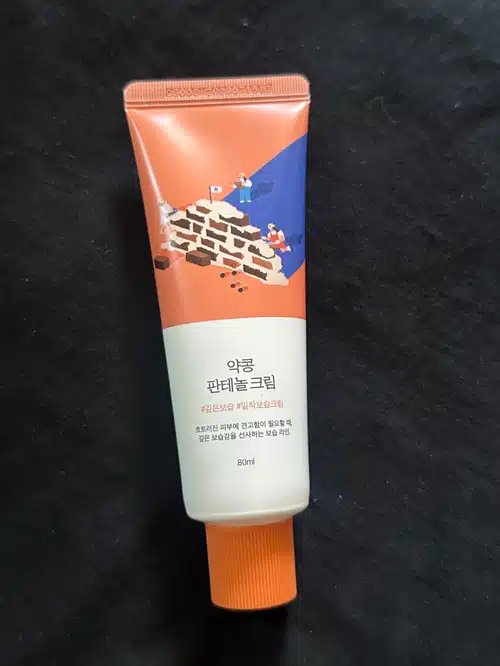 약콩
판테놀 크림
#깊은보습 #밀착보습크림
흐트러진 피부에 견고함이 필요할 때,
깊은 보습감을 선사하는 보습 라인
80ml